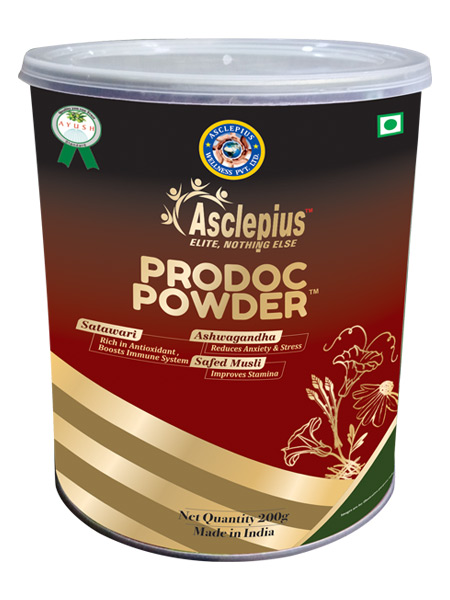 AYUSH
ASCLEPIUS
WELLNESS PVT. LTD.
Asclepius™
ELITE, NOTHING ELSE
PRODOC
POWDER™
Satawari
Rich in Antioxidant,
Boosts Immune System
Ashwagandha
Reduces Anxiety & Stress
Safed Musli
Improves Stamina
Net Quantity 200g
Made in India